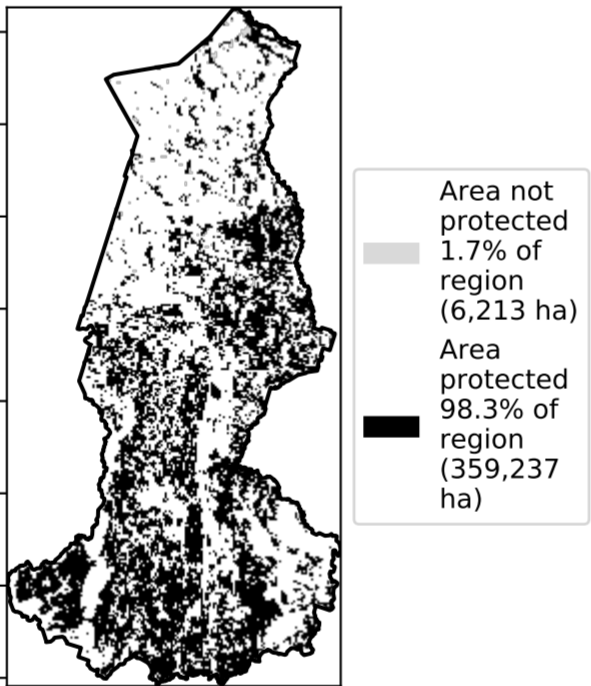 Area not
protected
1.7% of
region
(6,213 ha)
Area
protected
98.3% of
region
(359,237
ha)